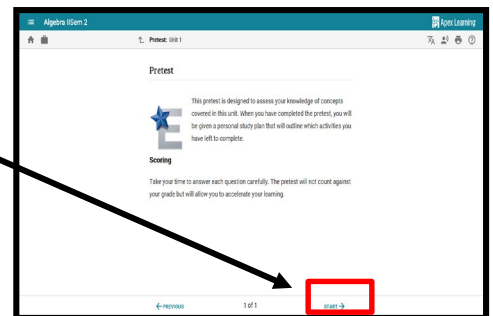 Algebra IISem 2
Apex Learning
Pretest: Unit 1
Pretest
This pretest is designed to assess your knowledge of concepts
covered in this unit. When you have completed the pretest, you will
be given a personal study plan that will outline which activities you
have left to complete.
E
Scoring
Take your time to answer each question carefully. The pretest will not count against
your grade but will allow you to accelerate your learning.
← PREVIOUS
1 of 1
START →